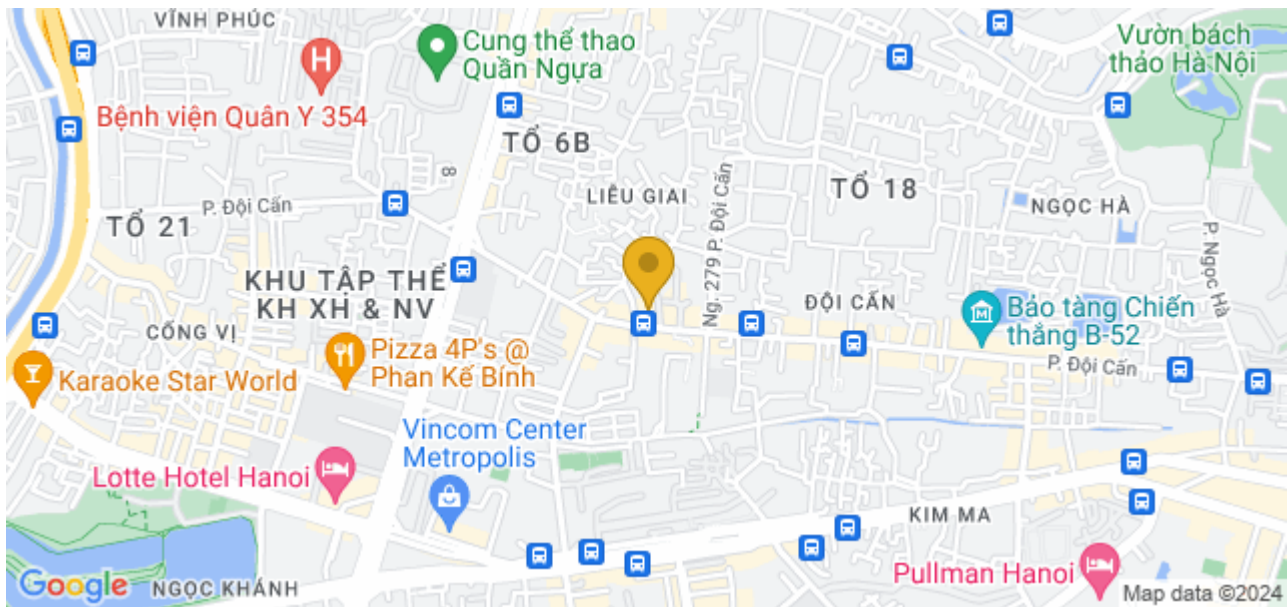 VĨNH PHÚC
Cung thể thao
Quần Ngựa
Vườn bách
thảo Hà Nội
Bệnh viện Quân Y 354
TỔ 6B
8
LIỄU GIAI
TỔ 18
P. Đội Cấn
NGỌC HÀ
TỔ 21
Ng. 279 P. Đội Cấn
P. Ngọc Hà
KHU TẬP THỂ
KH XH & NV
CỐNG VỊ
ĐỘI CẤN
Bảo tàng Chiến
thắng B-52
Pizza 4P's @
Phan Kế Bính
P. Đội Cấn
Karaoke Star World
Vincom Center
Metropolis
Lotte Hotel Hanoi
KIM MA
Pullman Hanoi
Google
NGỌC KHÁNH
Map data ©2024